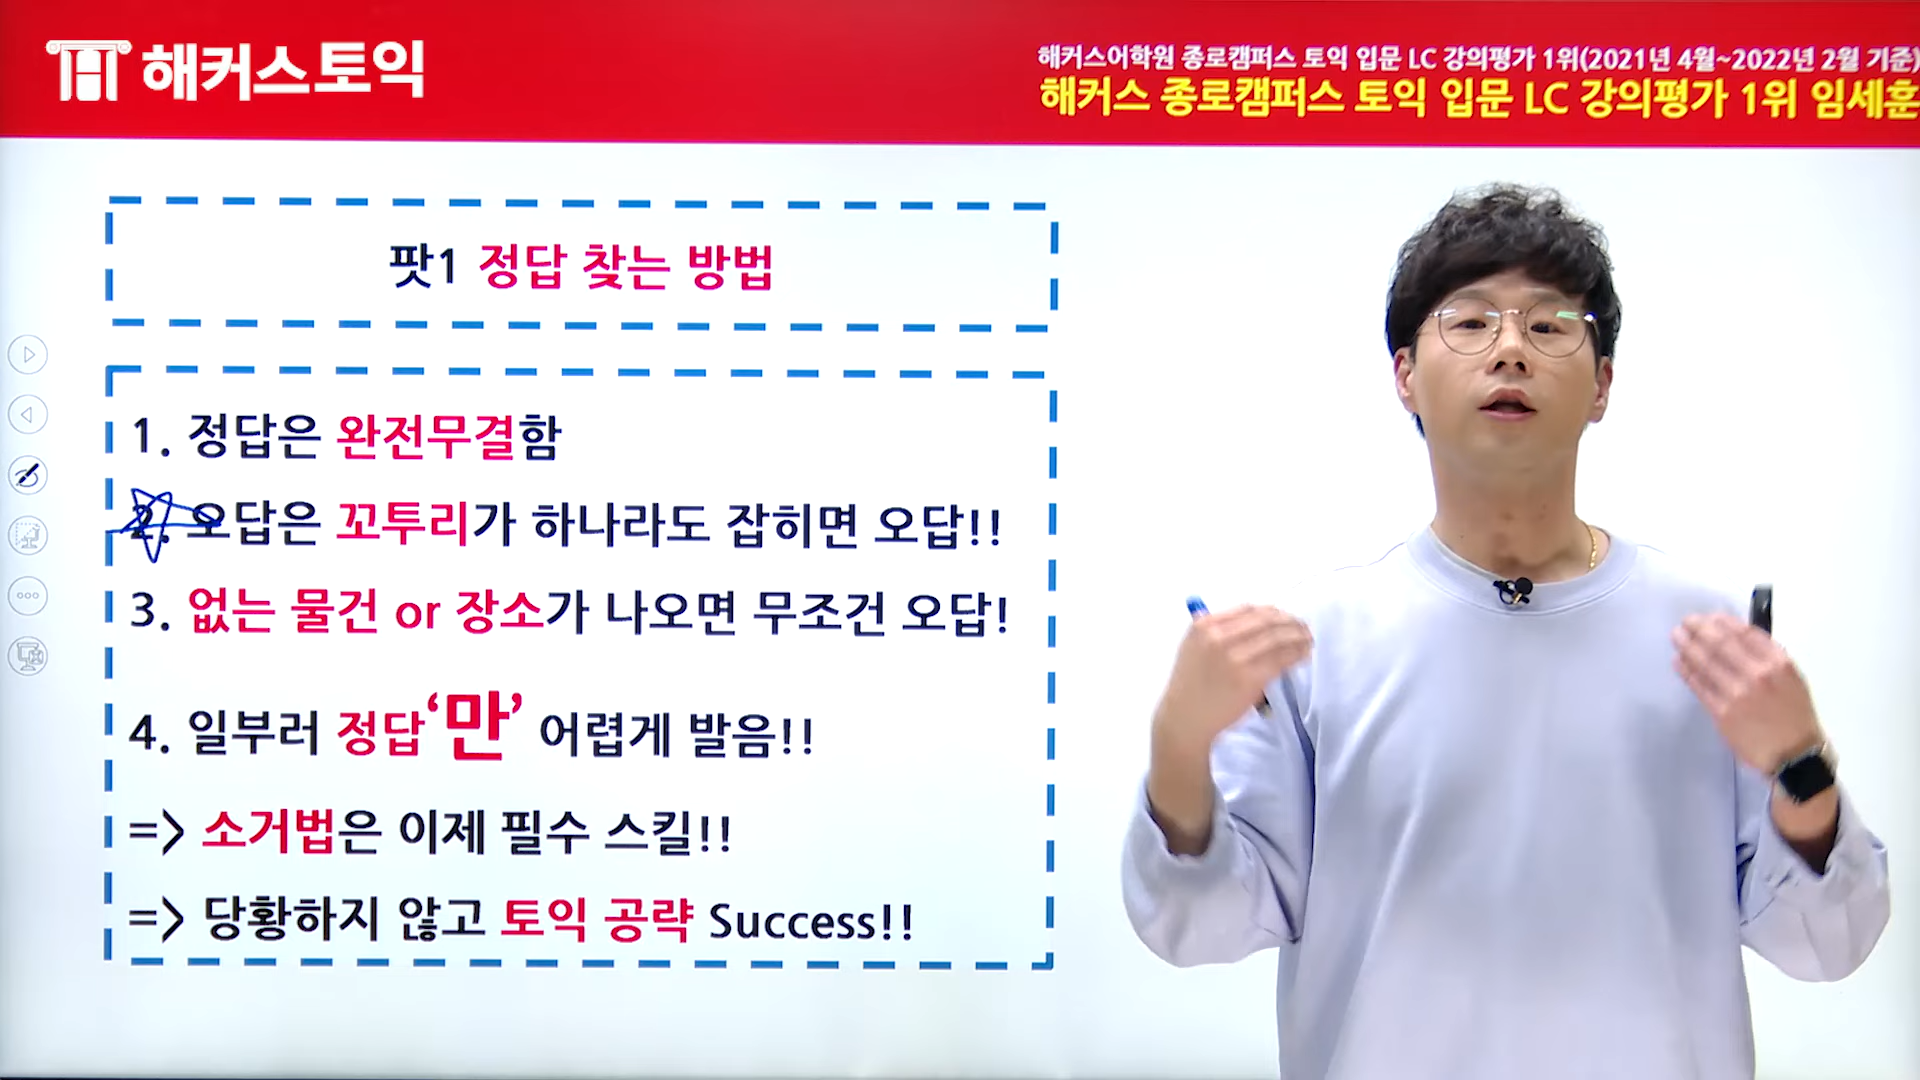 해커스토익
해커스어학원 종로캠퍼스 토익 입문 LC 강의평가 1위(2021년 4월~2022년 2월 기준)
해커스 종로캠퍼스 토익 입문 LC 강의평가 1위 임세훈
팟1 정답 찾는 방법
1. 정답은 완전무결함
2. 오답은 꼬투리가 하나라도 잡히면 오답!!
3. 없는 물건 or 장소가 나오면 무조건 오답!
4. 일부러 정답‘만’ 어렵게 발음!!
=> 소거법은 이제 필수 스킬!!
=> 당황하지 않고 토익 공략 Success!!